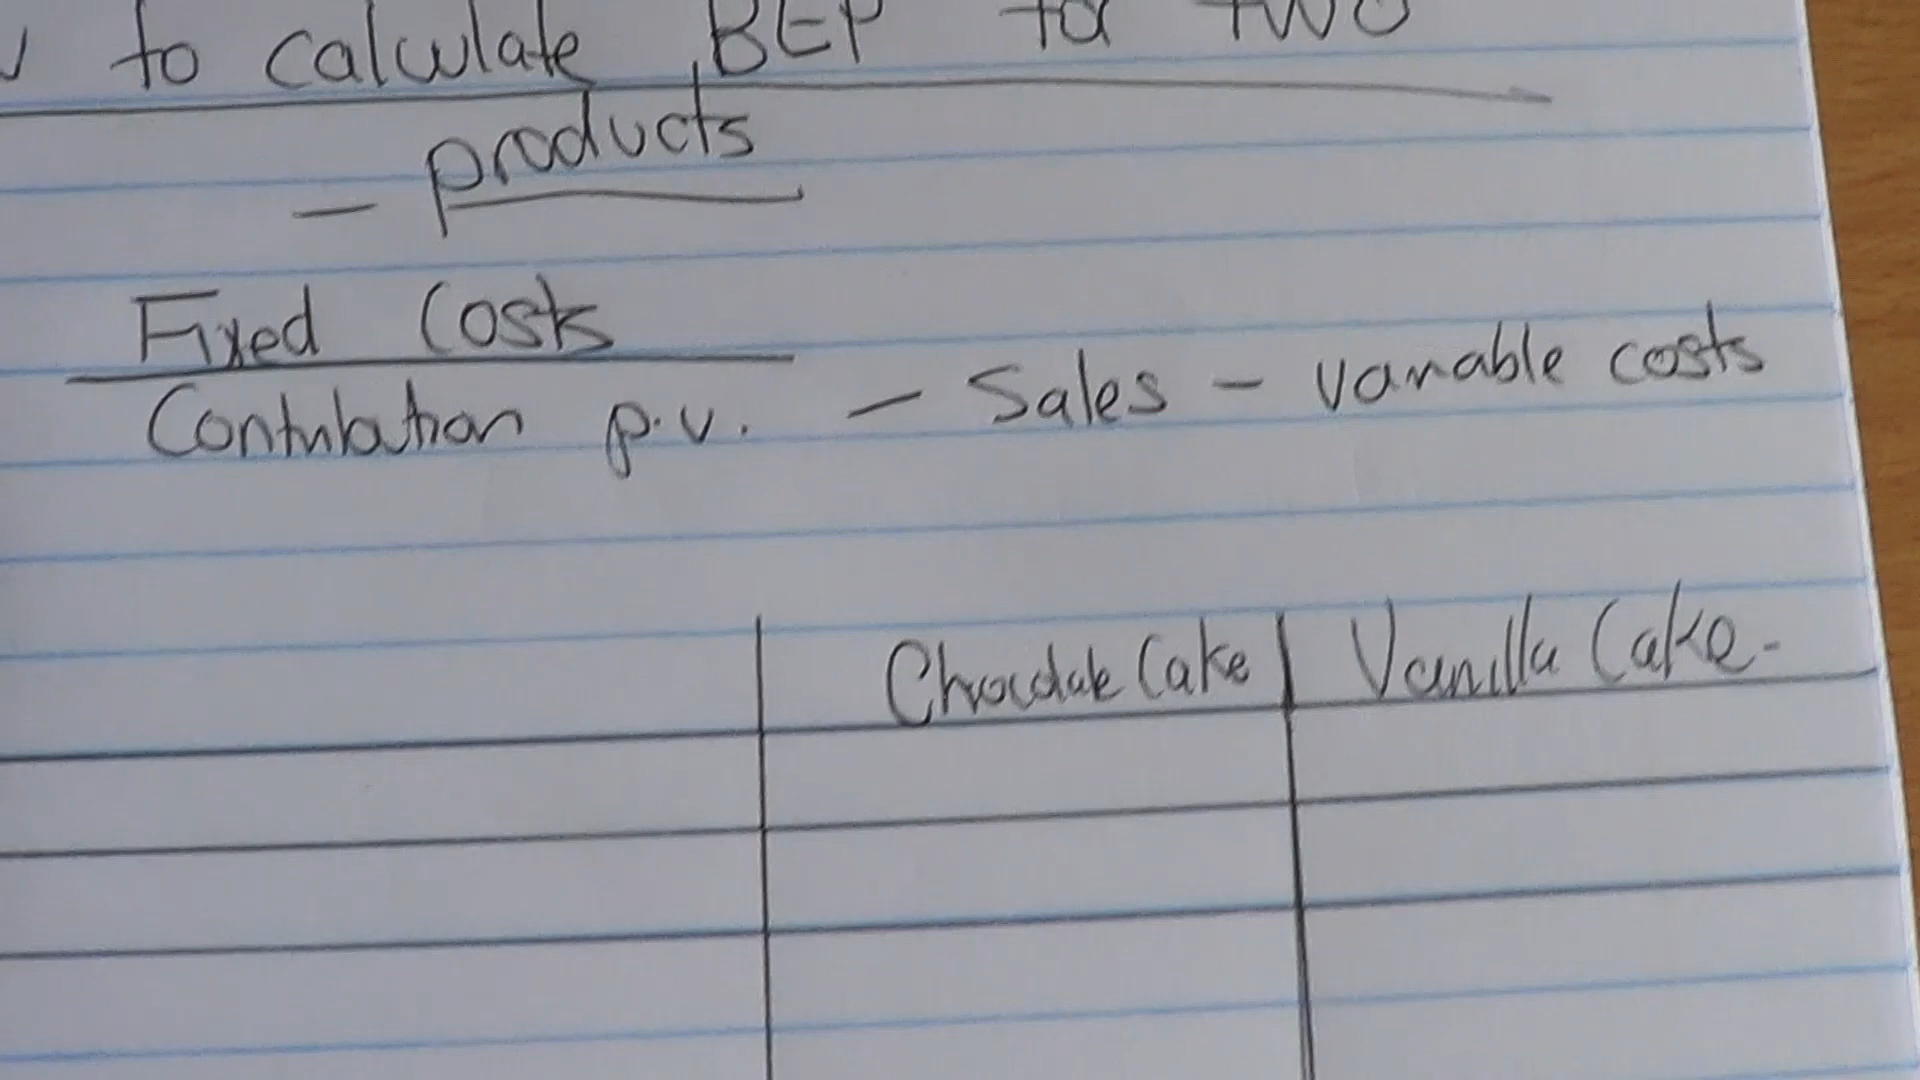 to calculate BEP for two
- products
Fixed Costs
Contribution p.u. - Sales - variable costs
Chocolate Cake Vanilla Cake-